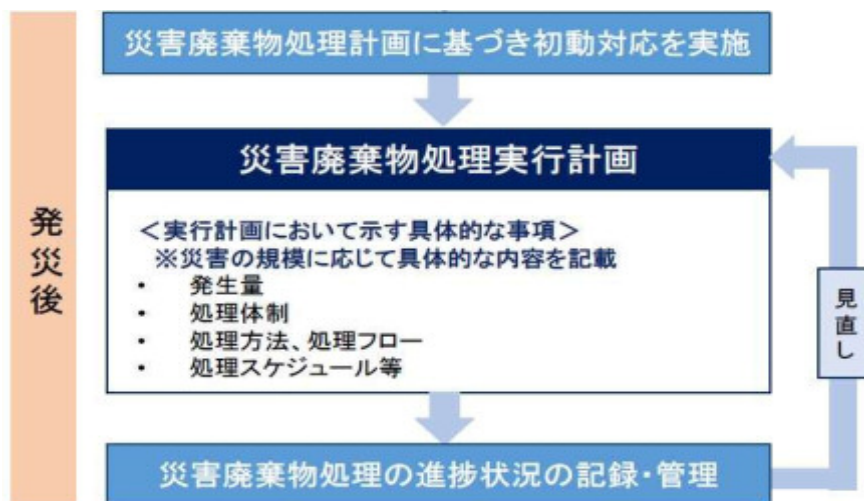 災害廃棄物処理計画に基づき初動対応を実施
発災後
災害廃棄物処理実行計画
＜実行計画において示す具体的な事項＞
※災害の規模に応じて具体的な内容を記載
・ 発生量
・ 処理体制
・ 処理方法、処理フロー
・ 処理スケジュール等
見直し
災害廃棄物処理の進捗状況の記録・管理